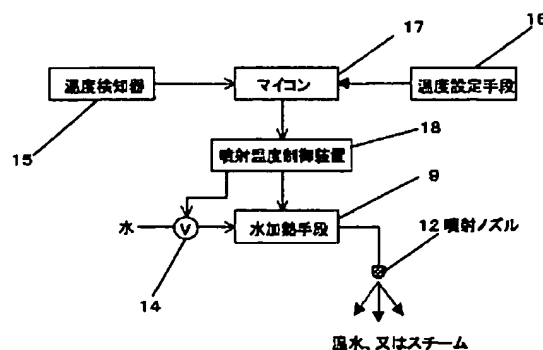 17
16
温度検知器
マイコン
温度設定手段
15
18
噴射温度制御装置
9
水
V
水加熱手段
12 噴射ノズル
14
温水、又はスチーム